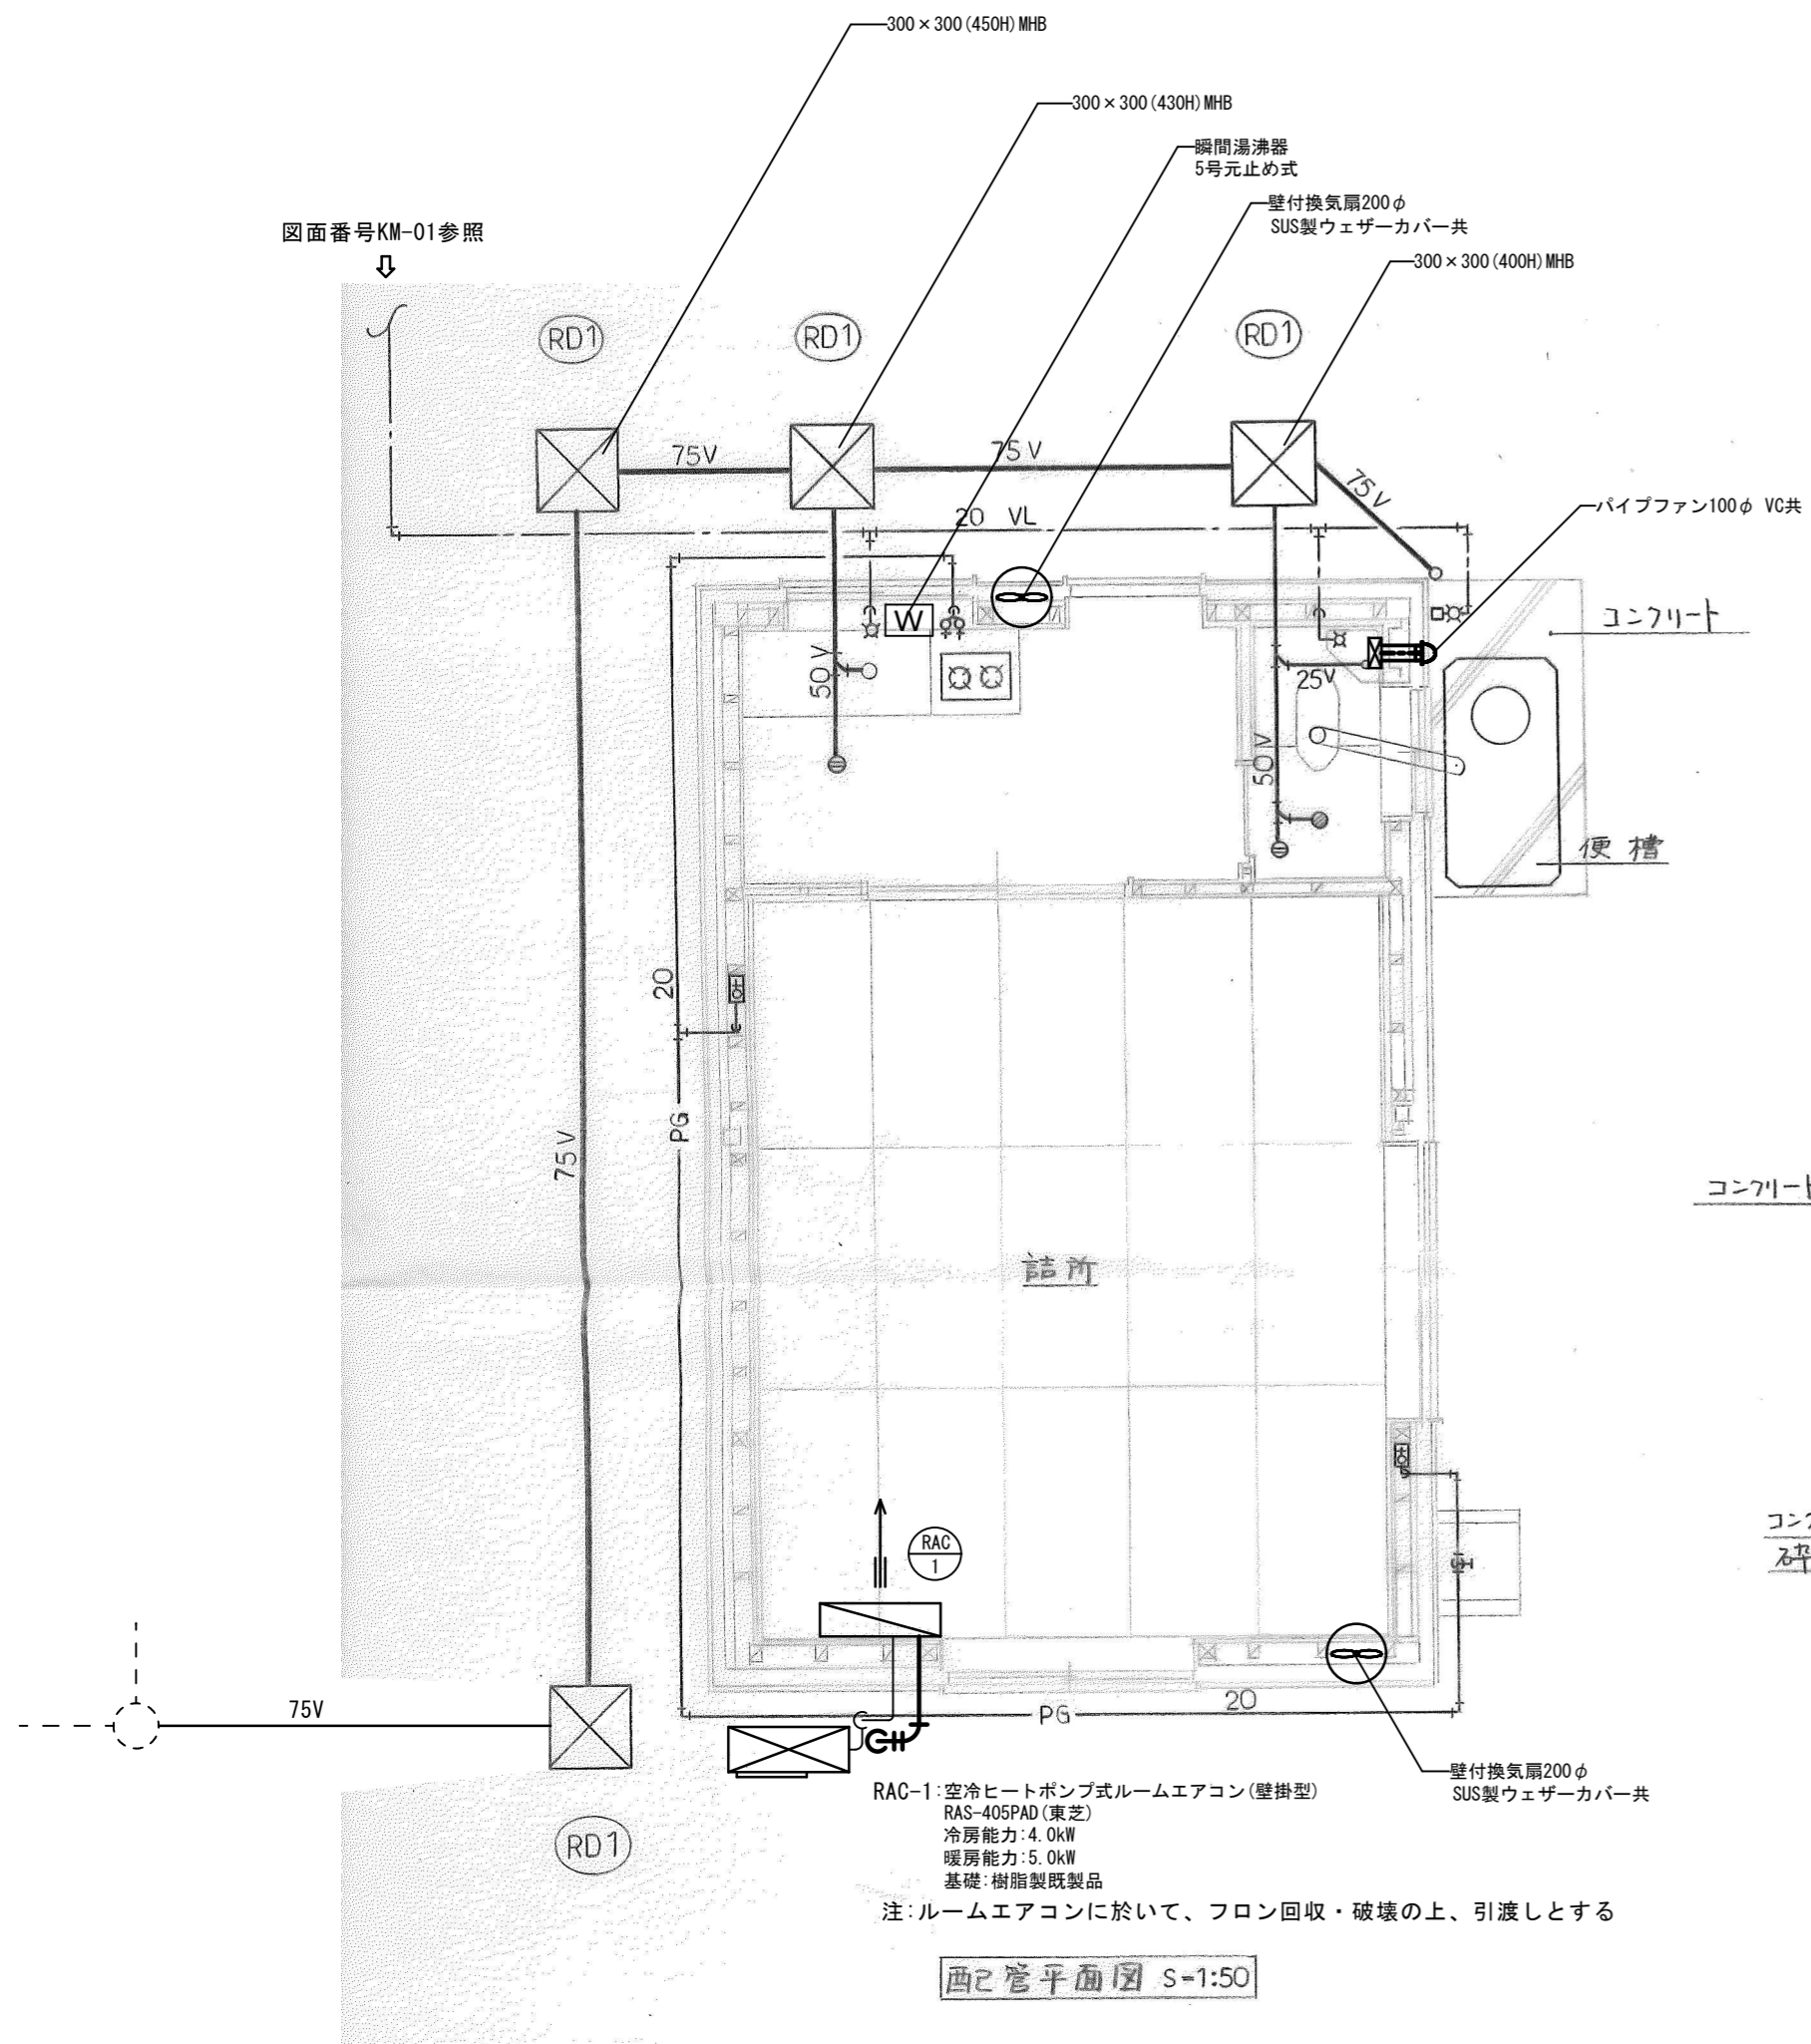 300×300(450H)MHB
300×300(430H)MHB
瞬間湯沸器
5号元止め式
壁付換気扇200φ
SUS製ウェザーカバー共
図面番号KM-01参照
300×300(400H)MHB
RD1
RD1
RD1
75V
75V
75V
パイプファン100φ VC共
20 VL
コンクリート
W
50V
25V
50V
便槽
20
PG
75V
コンクリート
詰所
RAC
1
75V
PG
20
壁付換気扇200φ
SUS製ウェザーカバー共
RAC-1:空冷ヒートポンプ式ルームエアコン(壁掛型)
RAS-405PAD(東芝)
冷房能力:4.0kW
暖房能力:5.0kW
基礎:樹脂製既製品
RD1
注:ルームエアコンに於いて、フロン回収・破壊の上、引渡しとする
配管平面図 S-1:50